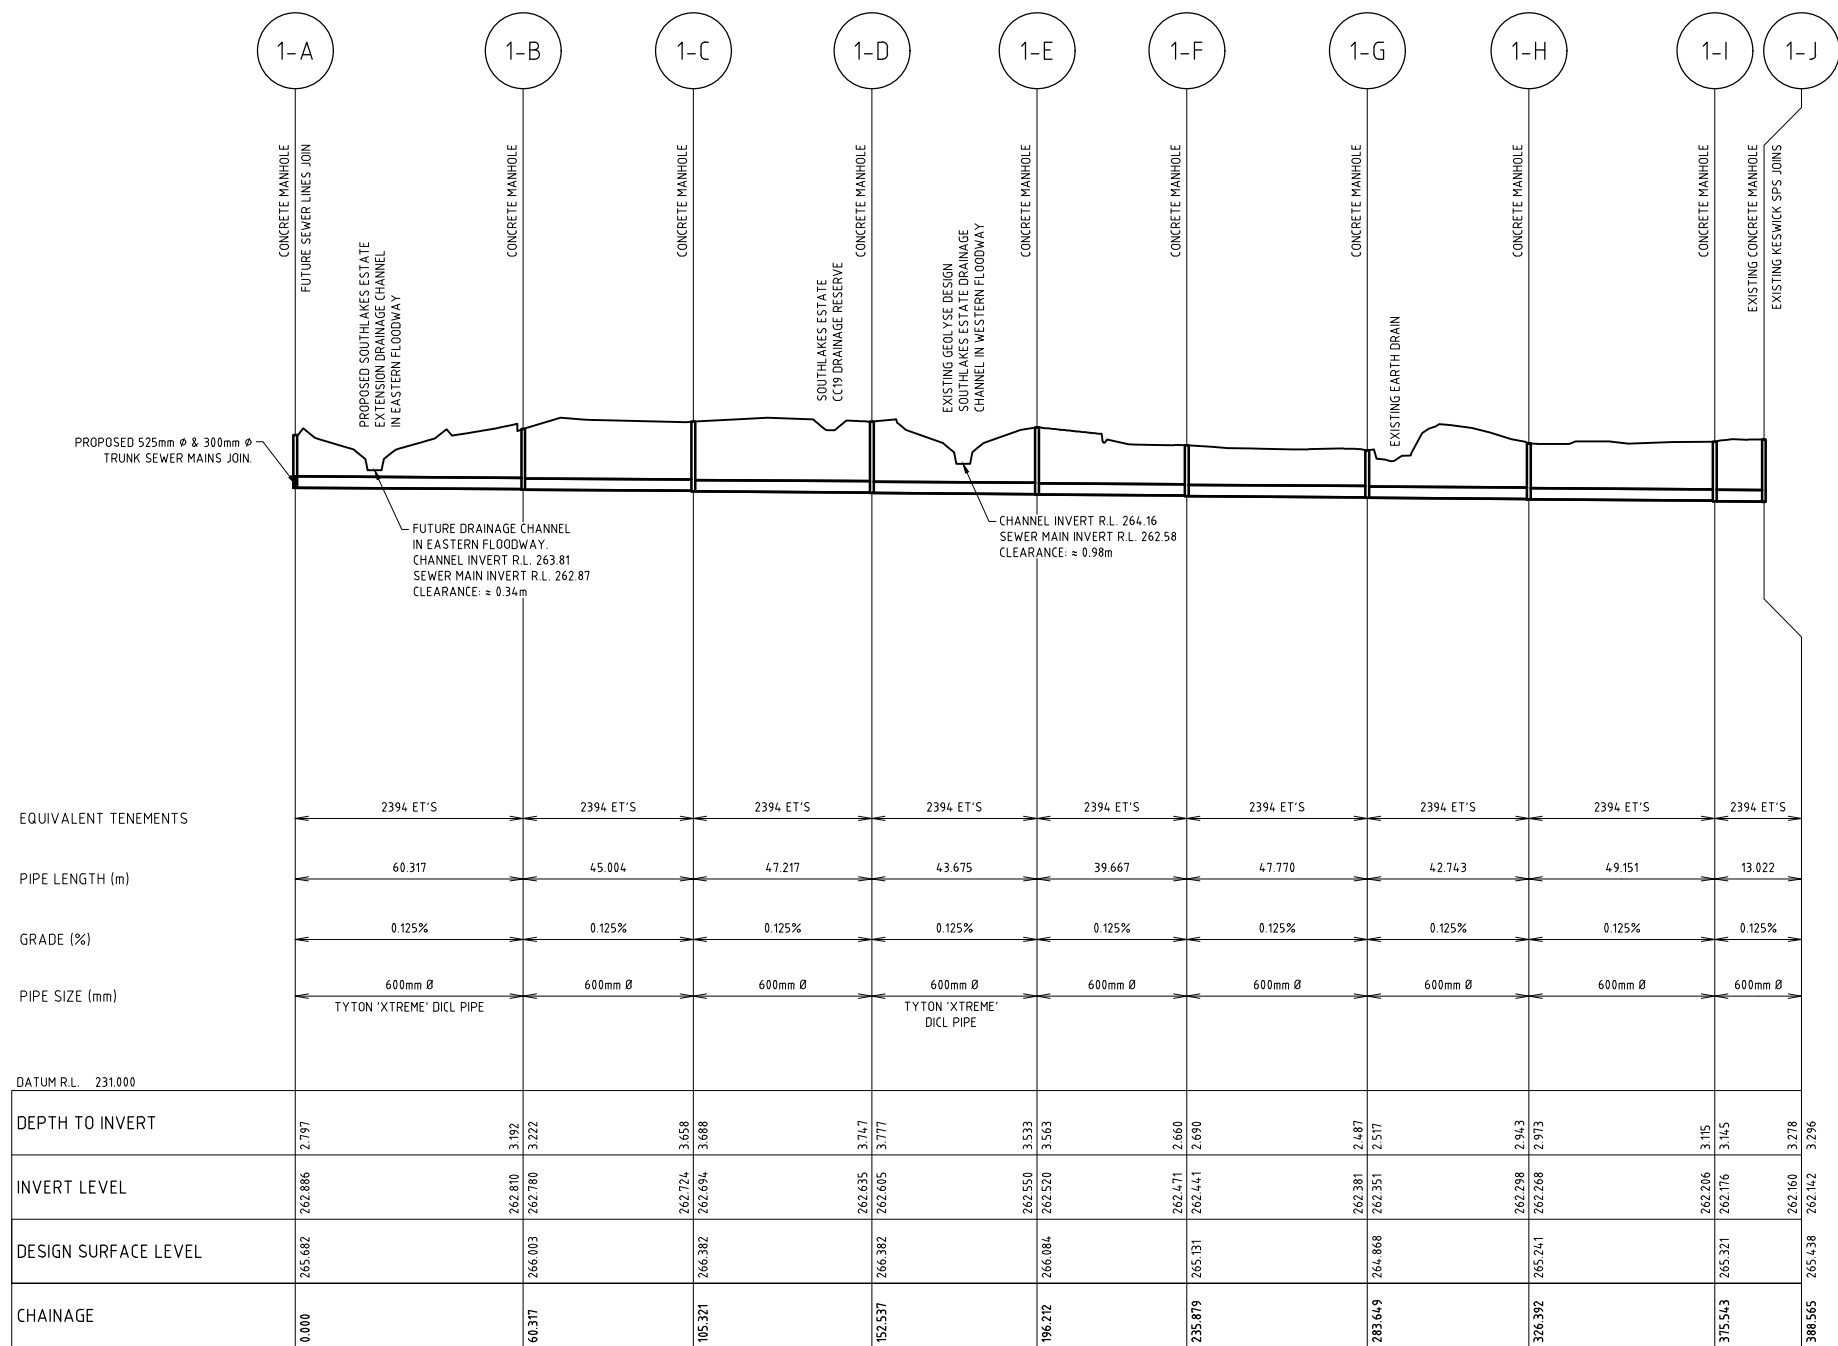 1-A 1-B 1-C 1-D 1-E 1-F 1-G 1-H 1-I 1-J
CONCRETE MANHOLE
FUTURE SEWER LINES JOIN
PROPOSED SOUTHLAKES ESTATE
EXTENSION DRAINAGE CHANNEL
IN EASTERN FLOODWAY
CONCRETE MANHOLE
CONCRETE MANHOLE
SOUTHLAKES ESTATE
CC19 DRAINAGE RESERVE
CONCRETE MANHOLE
EXISTING GEOLYSE DESIGN
SOUTHLAKES ESTATE DRAINAGE
CHANNEL IN WESTERN FLOODWAY
CONCRETE MANHOLE
CONCRETE MANHOLE
CONCRETE MANHOLE
EXISTING EARTH DRAIN
CONCRETE MANHOLE
CONCRETE MANHOLE
EXISTING CONCRETE MANHOLE
EXISTING KESWICK SPS JOINS
PROPOSED 525mm Ø & 300mm Ø
TRUNK SEWER MAINS JOIN.
FUTURE DRAINAGE CHANNEL
IN EASTERN FLOODWAY.
CHANNEL INVERT R.L. 263.81
SEWER MAIN INVERT R.L. 262.87
CLEARANCE: ≈ 0.34m
CHANNEL INVERT R.L. 264.16
SEWER MAIN INVERT R.L. 262.58
CLEARANCE: ≈ 0.98m
EQUIVALENT TENEMENTS 2394 ET'S 2394 ET'S 2394 ET'S 2394 ET'S 2394 ET'S 2394 ET'S 2394 ET'S 2394 ET'S 2394 ET'S
PIPE LENGTH (m) 60.317 45.004 47.217 43.675 39.667 47.770 42.743 49.151 13.022
GRADE (%) 0.125% 0.125% 0.125% 0.125% 0.125% 0.125% 0.125% 0.125% 0.125%
PIPE SIZE (mm) 600mm Ø 600mm Ø 600mm Ø 600mm Ø 600mm Ø 600mm Ø 600mm Ø 600mm Ø 600mm Ø
TYTON 'XTREME' DICL PIPE
TYTON 'XTREME'
DICL PIPE
DATUM R.L. 231.000
DEPTH TO INVERT 2.797 3.192 3.222 3.658 3.688 3.747 3.777 3.533 3.563 2.660 2.690 2.487 2.517 2.943 2.973 3.115 3.145 3.278 3.296
INVERT LEVEL 262.886 262.810 262.780 262.724 262.694 262.635 262.605 262.550 262.520 262.471 262.441 262.381 262.351 262.298 262.268 262.206 262.176 262.160 262.142
DESIGN SURFACE LEVEL 265.682 266.003 266.382 266.382 266.084 265.131 264.868 265.241 265.321 265.438
CHAINAGE 0.000 60.317 105.321 152.537 196.212 235.879 283.649 326.392 375.543 388.565